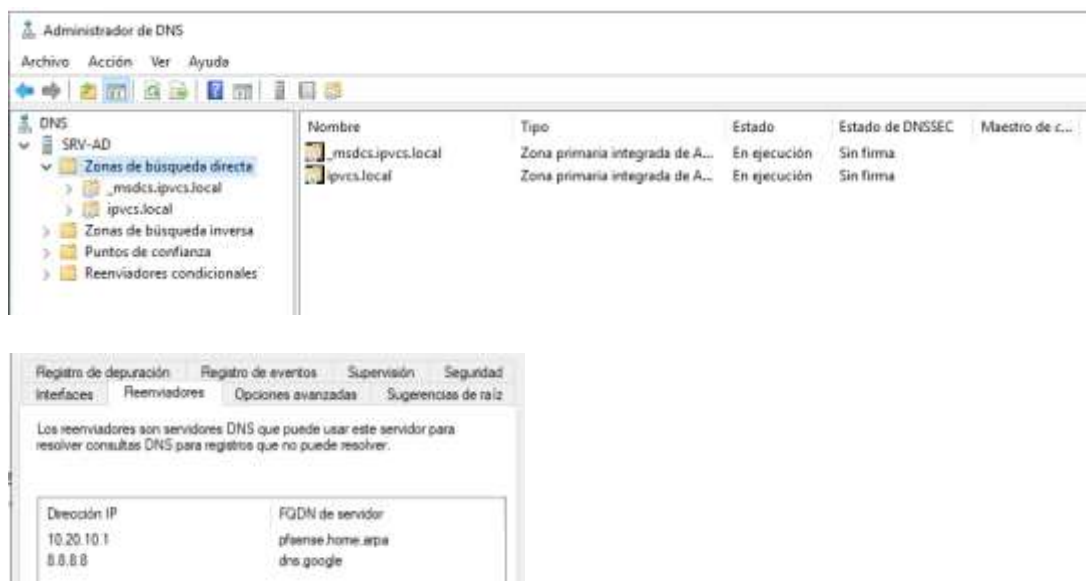 Administrador de DNS
Archivo Acción Ver Ayuda
DNS
SRV-AD
Zonas de búsqueda directa
_msdcs.ipvcs.local
ipvcs.local
Zonas de búsqueda inversa
Puntos de confianza
Reenviadores condicionales
Nombre Tipo Estado Estado de DNSSEC Maestro de c...
_msdcs.ipvcs.local Zona primaria integrada de A... En ejecución Sin firma
ipvcs.local Zona primaria integrada de A... En ejecución Sin firma
Registro de depuración Registro de eventos Supervisión Seguridad
Interfaces Reenviadores Opciones avanzadas Sugerencias de raíz
Los reenviadores son servidores DNS que puede usar este servidor para
resolver consultas DNS para registros que no puede resolver.
Dirección IP FQDN de servidor
10.20.10.1 pfsense.home.arpa
8.8.8.8 dns.google